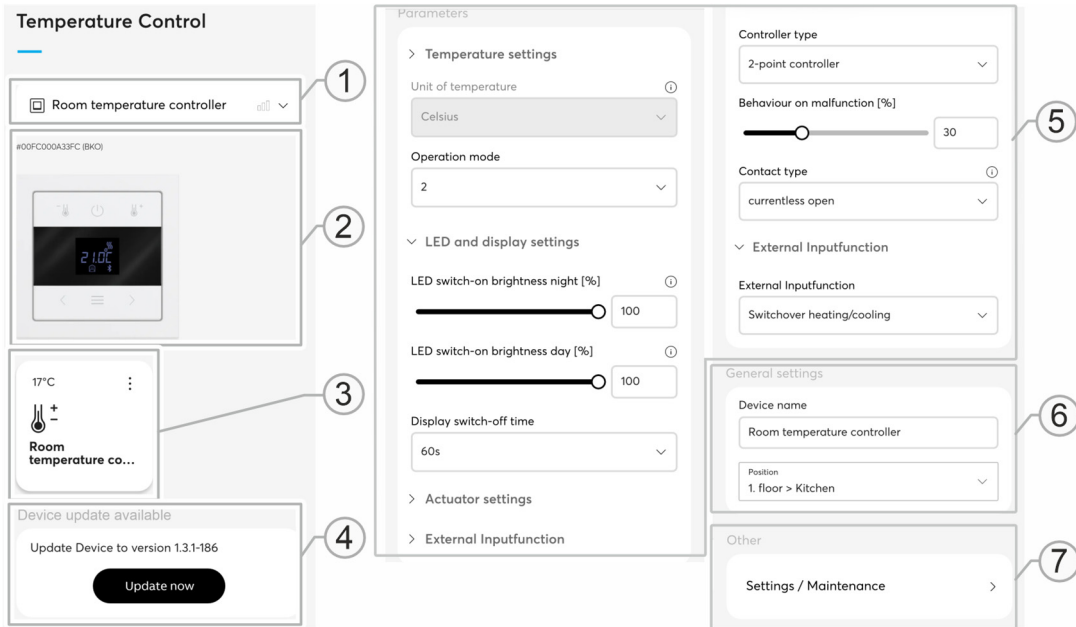 Temperature Control
1
Room temperature controller
#00FC000A33FC (BKO)
21.0°C
2
17°C
Room
temperature co...
3
Device update available
Update Device to version 1.3.1-186
Update now
4
Parameters
Temperature settings
Unit of temperature
Celsius
Operation mode
2
LED and display settings
LED switch-on brightness night [%]
100
LED switch-on brightness day [%]
100
Display switch-off time
60s
Actuator settings
External Inputfunction
Controller type
2-point controller
Behaviour on malfunction [%]
30
Contact type
currentless open
External Inputfunction
External Inputfunction
Switchover heating/cooling
5
General settings
Device name
Room temperature controller
Position
1. floor > Kitchen
6
Other
Settings / Maintenance
7